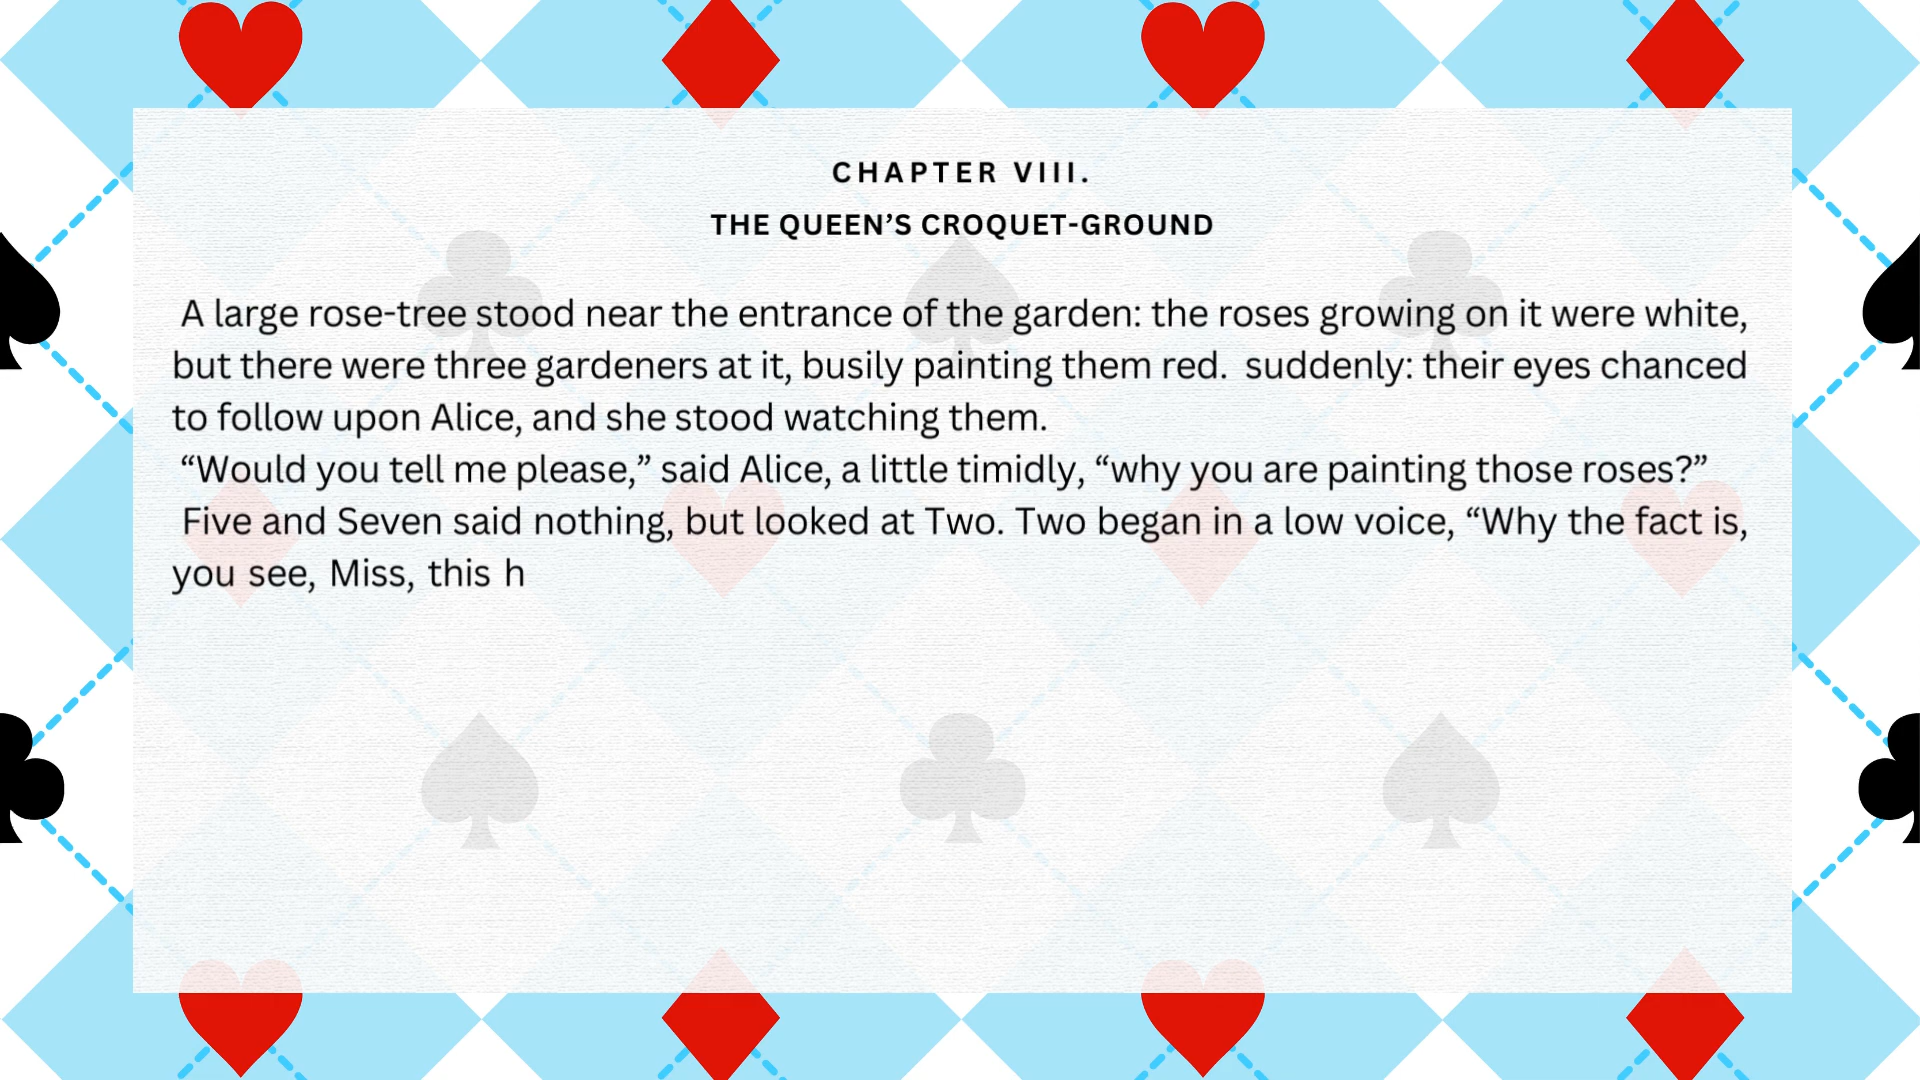 CHAPTER VIII.
THE QUEEN’S CROQUET-GROUND
A large rose-tree stood near the entrance of the garden: the roses growing on it were white,
but there were three gardeners at it, busily painting them red.  suddenly: their eyes chanced
to follow upon Alice, and she stood watching them.
“Would you tell me please,” said Alice, a little timidly, “why you are painting those roses?”
Five and Seven said nothing, but looked at Two. Two began in a low voice, “Why the fact is,
you see, Miss, this h